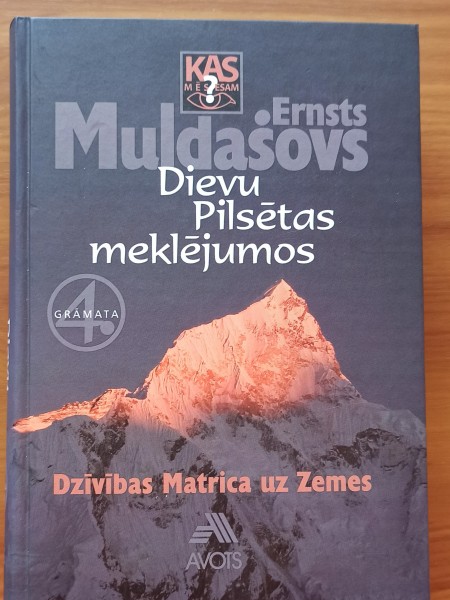 KAS
MĒS ESAM
?
Ernsts
Muldašovs
Dievu
Pilsētas
meklējumos
4.
GRĀMATA
Dzīvības Matrica uz Zemes
AVOTS